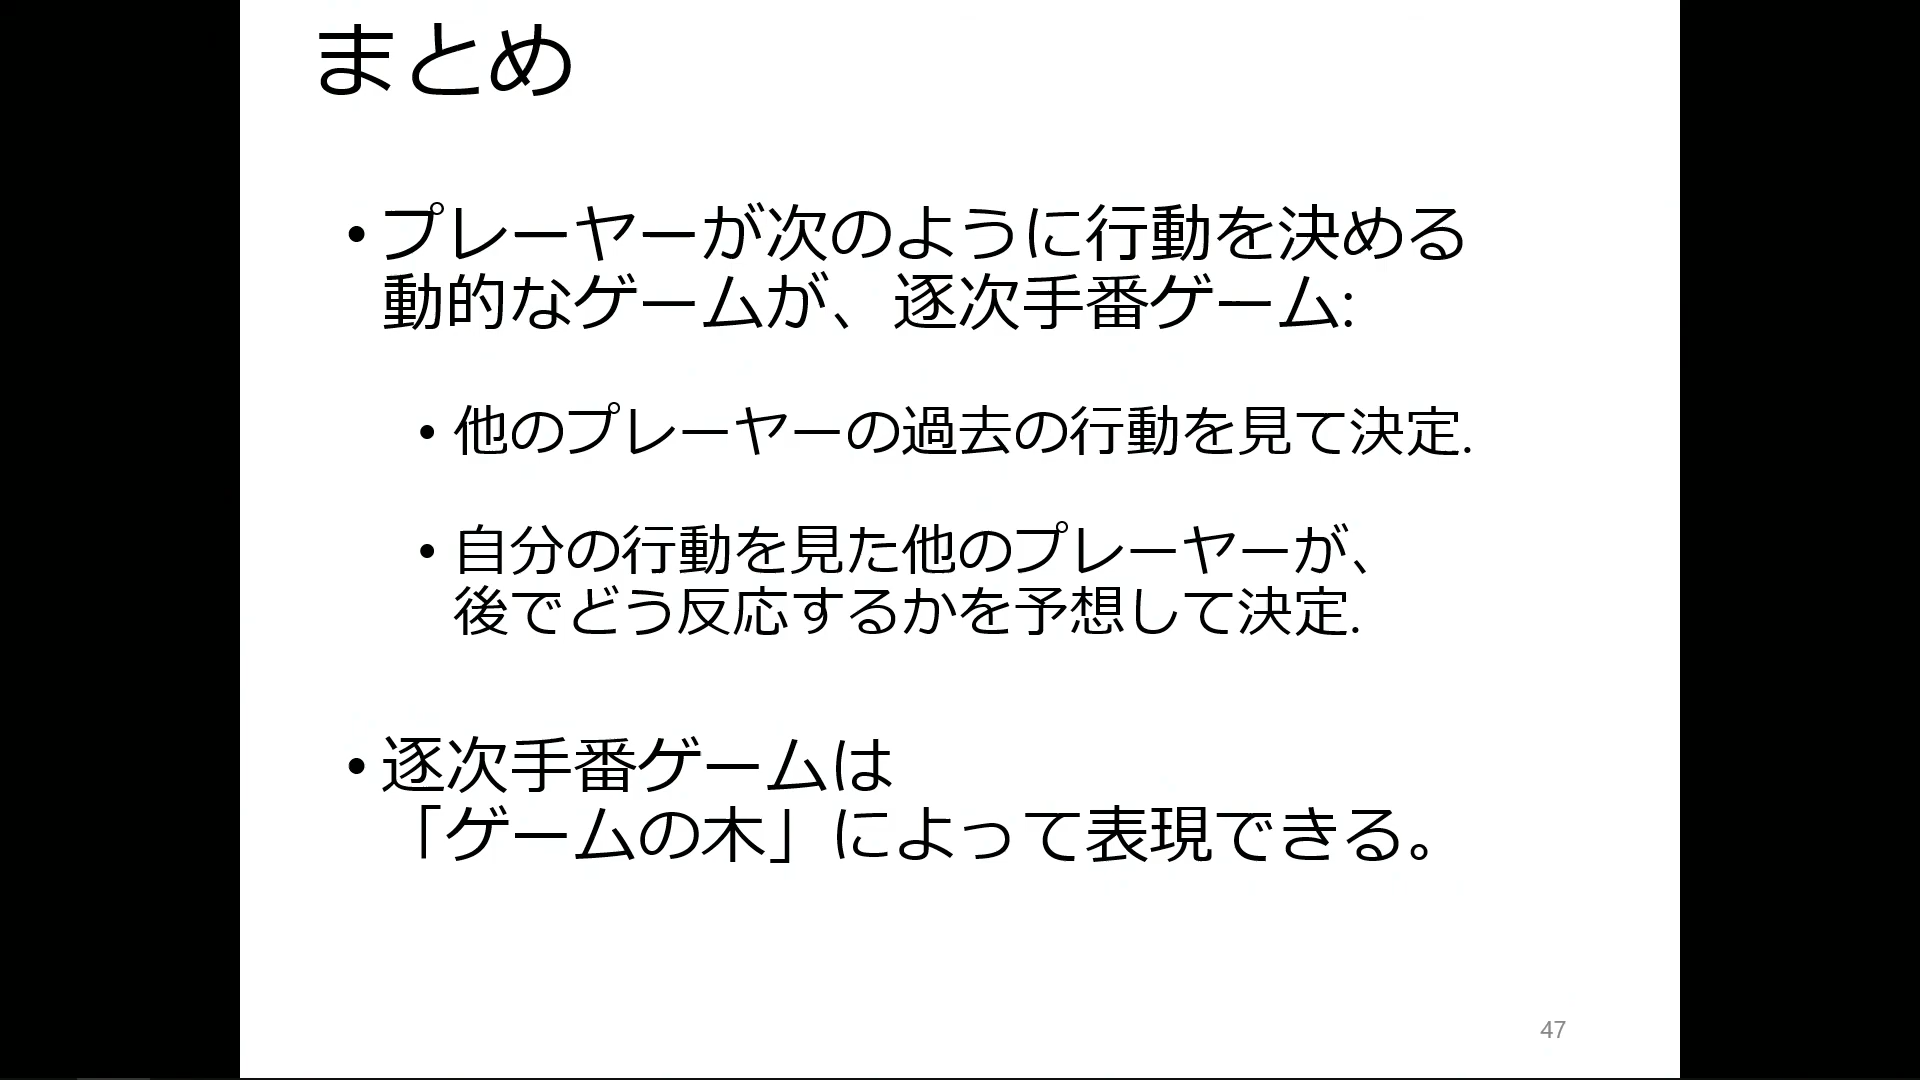 まとめ
• プレーヤーが次のように行動を決める
動的なゲームが、逐次手番ゲーム:
• 他のプレーヤーの過去の行動を見て決定.
• 自分の行動を見た他のプレーヤーが、
後でどう反応するかを予想して決定.
• 逐次手番ゲームは
「ゲームの木」によって表現できる。
47